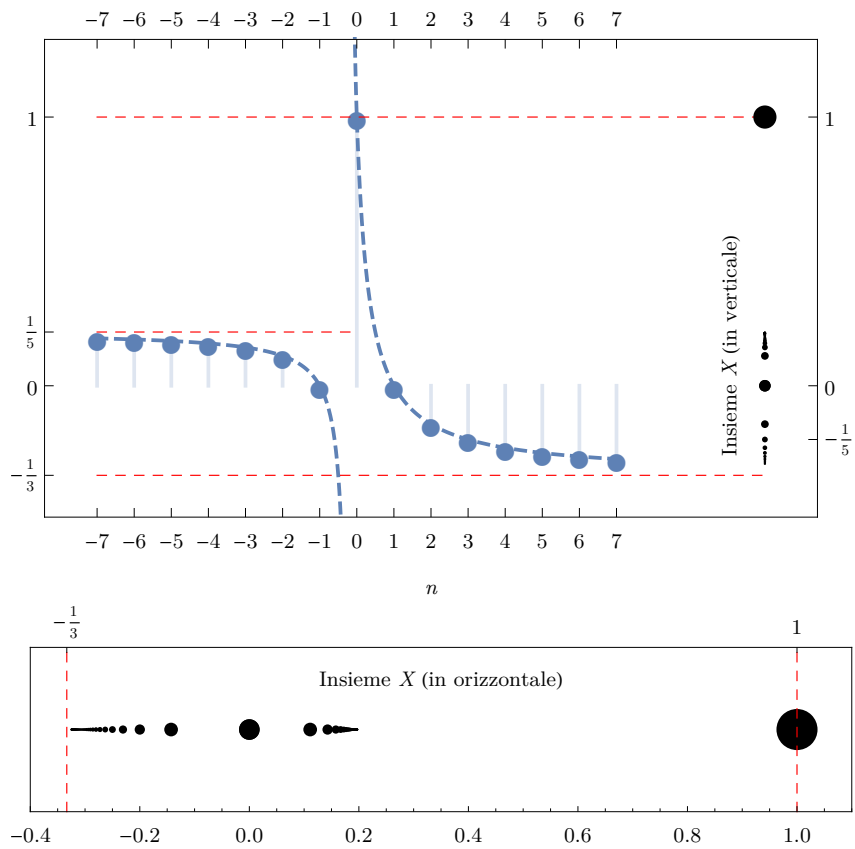 −7 −6 −5 −4 −3 −2 −1 0 1 2 3 4 5 6 7
1 1
Insieme X (in verticale)
1/5
0 0
−1/5
−1/3
−7 −6 −5 −4 −3 −2 −1 0 1 2 3 4 5 6 7
n
−1/3 1
Insieme X (in orizzontale)
−0.4 −0.2 0.0 0.2 0.4 0.6 0.8 1.0